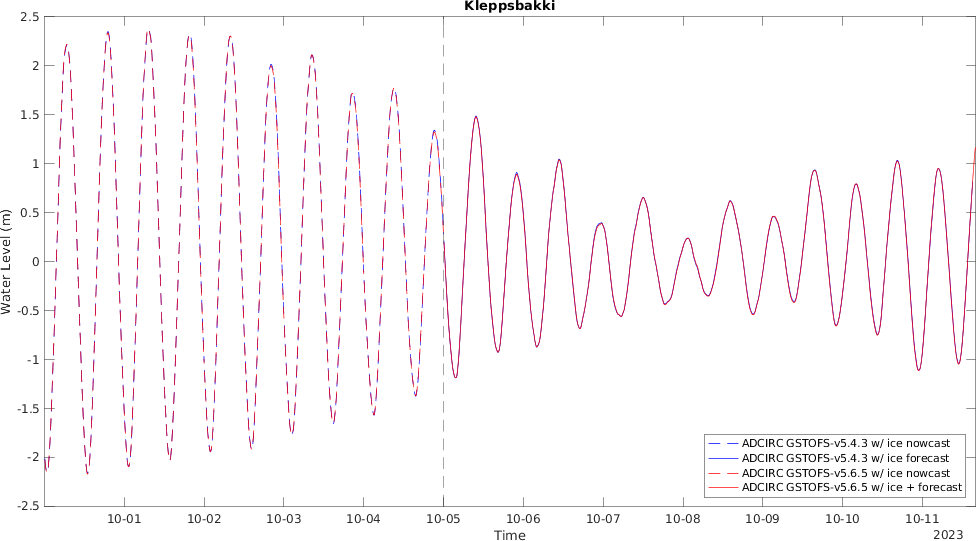 Kleppsbakki
2.5
2
1.5
1
0.5
0
-0.5
-1
-1.5
-2
-2.5
Water Level (m)
ADCIRC GSTOFS-v5.4.3 w/ ice nowcast
ADCIRC GSTOFS-v5.4.3 w/ ice forecast
ADCIRC GSTOFS-v5.6.5 w/ ice nowcast
ADCIRC GSTOFS-v5.6.5 w/ ice + forecast
10-01 10-02 10-03 10-04 10-05 10-06 10-07 10-08 10-09 10-10 10-11
Time
2023